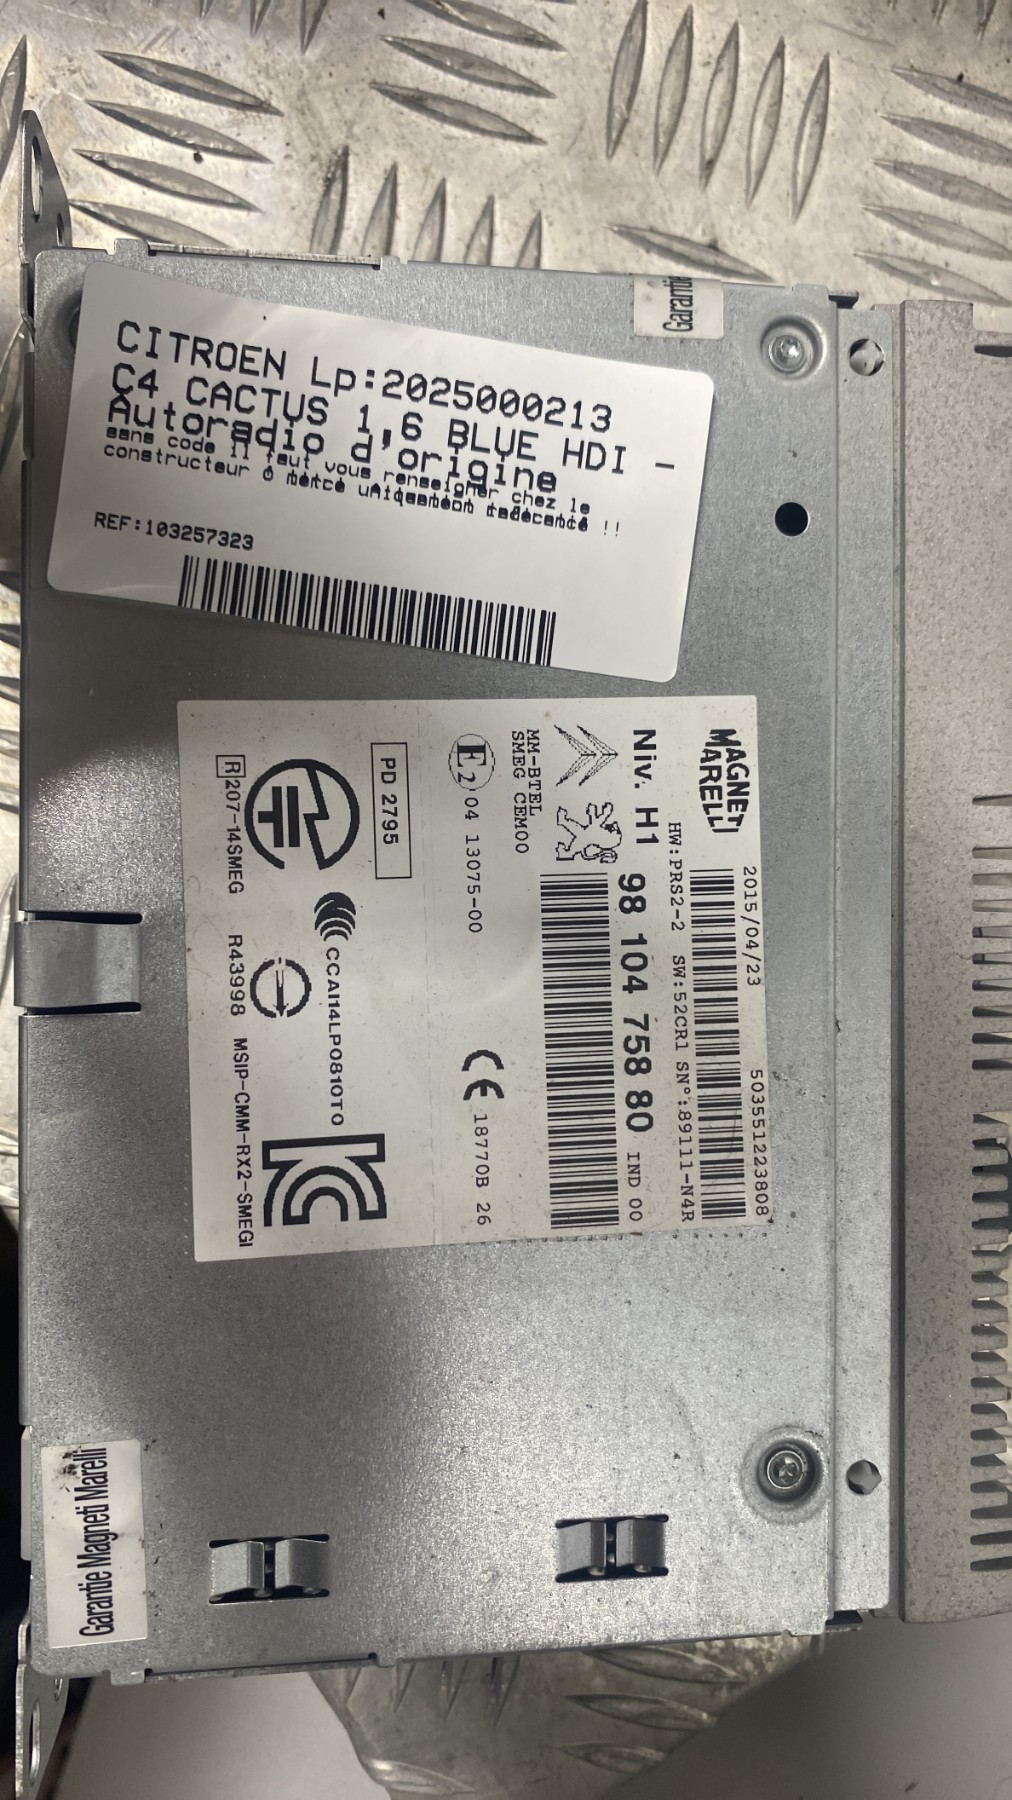 CITROEN Lp:2025000213
C4 CACTUS 1,6 BLUE HDI -
Autoradio d'origine
sans code il faut vous renseigner chez le
constructeur
REF:103257323
Garantie
MAGNETI
MARELLI
2015/04/23
503551223808
HW:PRS2-2 SW:52CR1 SN°:89111-N4R
Niv. H1 98 104 758 80 IND 00
MM-BTEL
SMEG CEM00
E2 04 13075-00
CE 18770B 26
PD 2795
CCAI14LP0810T0
R 207-14SMEG R43998 MSIP-CMM-RX2-SMEGI
Garantie Magneti Marelli